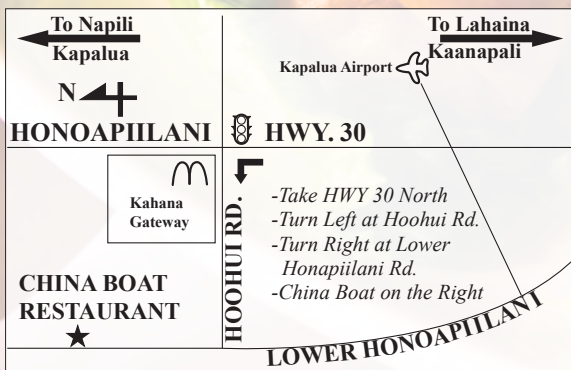 To Napili
Kapalua
To Lahaina
Kaanapali
Kapalua Airport
N
HONOAPIILANI HWY. 30
Kahana
Gateway
HOOHUI RD.
-Take HWY 30 North
-Turn Left at Hoohui Rd.
-Turn Right at Lower
Honapiilani Rd.
-China Boat on the Right
CHINA BOAT
RESTAURANT
LOWER HONOAPIILANI